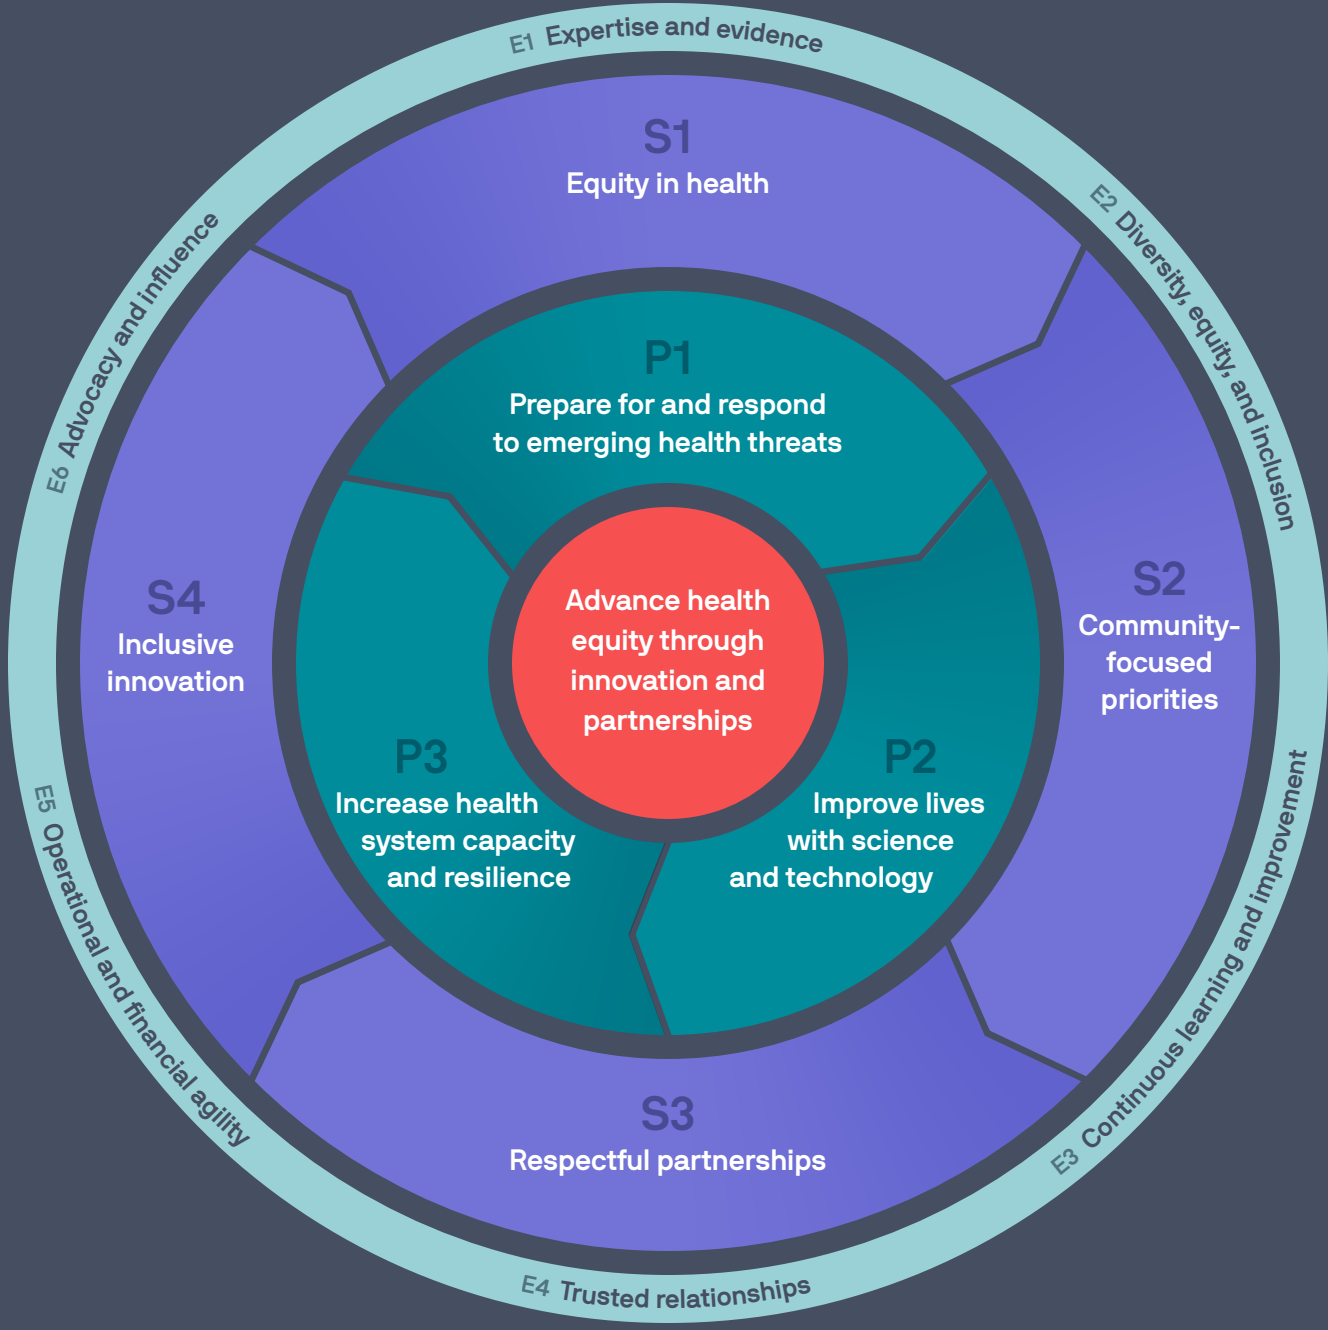 E1 Expertise and evidence
E2 Diversity, equity, and inclusion
E3 Continuous learning and improvement
E4 Trusted relationships
E5 Operational and financial agility
E6 Advocacy and influence
S1
Equity in health
S2
Community-
focused
priorities
S3
Respectful partnerships
S4
Inclusive
innovation
P1
Prepare for and respond
to emerging health threats
P2
Improve lives
with science
and technology
P3
Increase health
system capacity
and resilience
Advance health
equity through
innovation and
partnerships